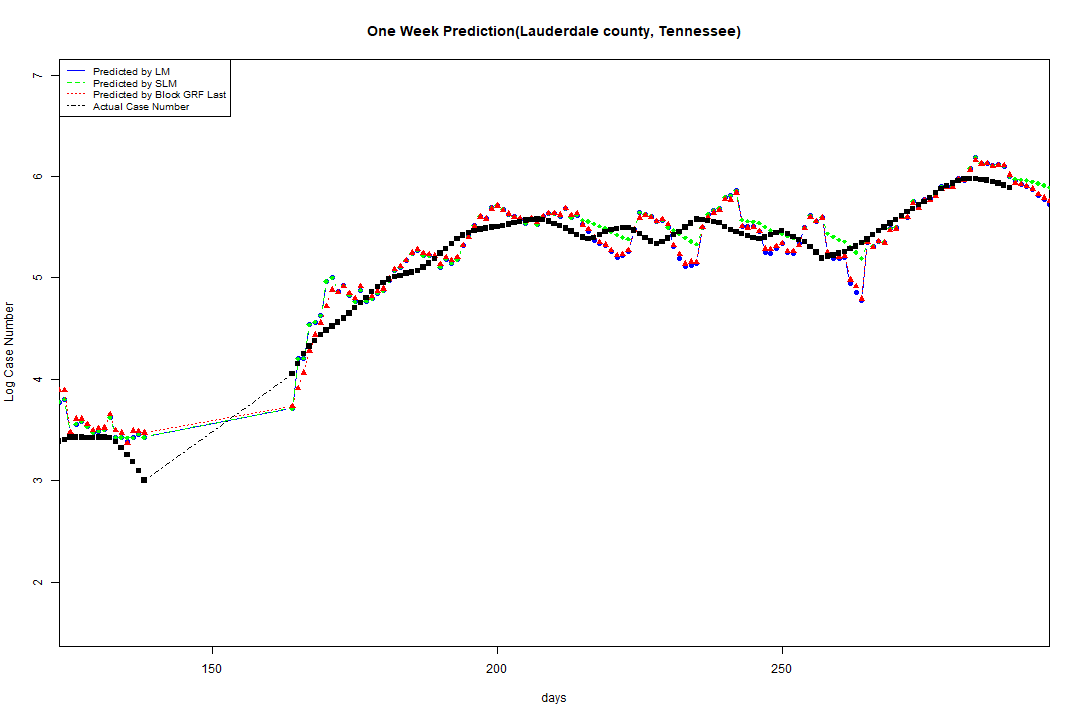 One Week Prediction(Lauderdale county, Tennessee)
Predicted by LM
Predicted by SLM
Predicted by Block GRF Last
Actual Case Number
7
6
5
4
3
2
Log Case Number
150
200
250
days